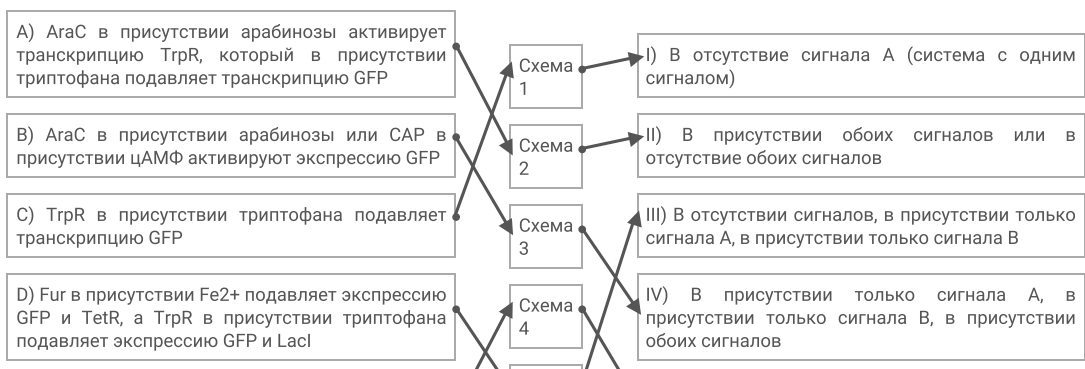 A) AraC в присутствии арабинозы активирует
транскрипцию TrpR, который в присутствии
триптофана подавляет транскрипцию GFP
B) AraC в присутствии арабинозы или CAP в
присутствии цАМФ активируют экспрессию GFP
C) TrpR в присутствии триптофана подавляет
транскрипцию GFP
D) Fur в присутствии Fe2+ подавляет экспрессию
GFP и TetR, а TrpR в присутствии триптофана
подавляет экспрессию GFP и LacI
Схема
1
Схема
2
Схема
3
Схема
4
I) В отсутствие сигнала А (система с одним
сигналом)
II) В присутствии обоих сигналов или в
отсутствие обоих сигналов
III) В отсутствии сигналов, в присутствии только
сигнала А, в присутствии только сигнала В
IV) В присутствии только сигнала А, в
присутствии только сигнала В, в присутствии
обоих сигналов